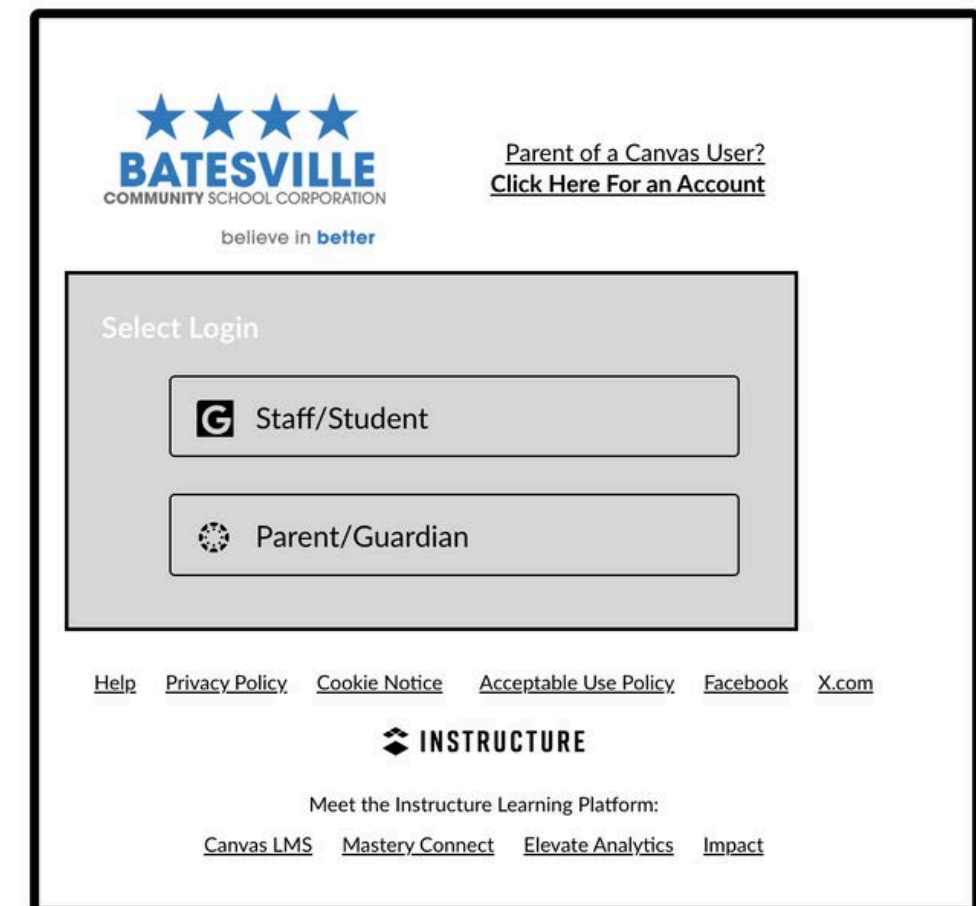 BATESVILLE
COMMUNITY SCHOOL CORPORATION
believe in better
Parent of a Canvas User?
Click Here For an Account
Select Login
G Staff/Student
Parent/Guardian
Help Privacy Policy Cookie Notice Acceptable Use Policy Facebook X.com
INSTRUCTURE
Meet the Instructure Learning Platform:
Canvas LMS Mastery Connect Elevate Analytics Impact